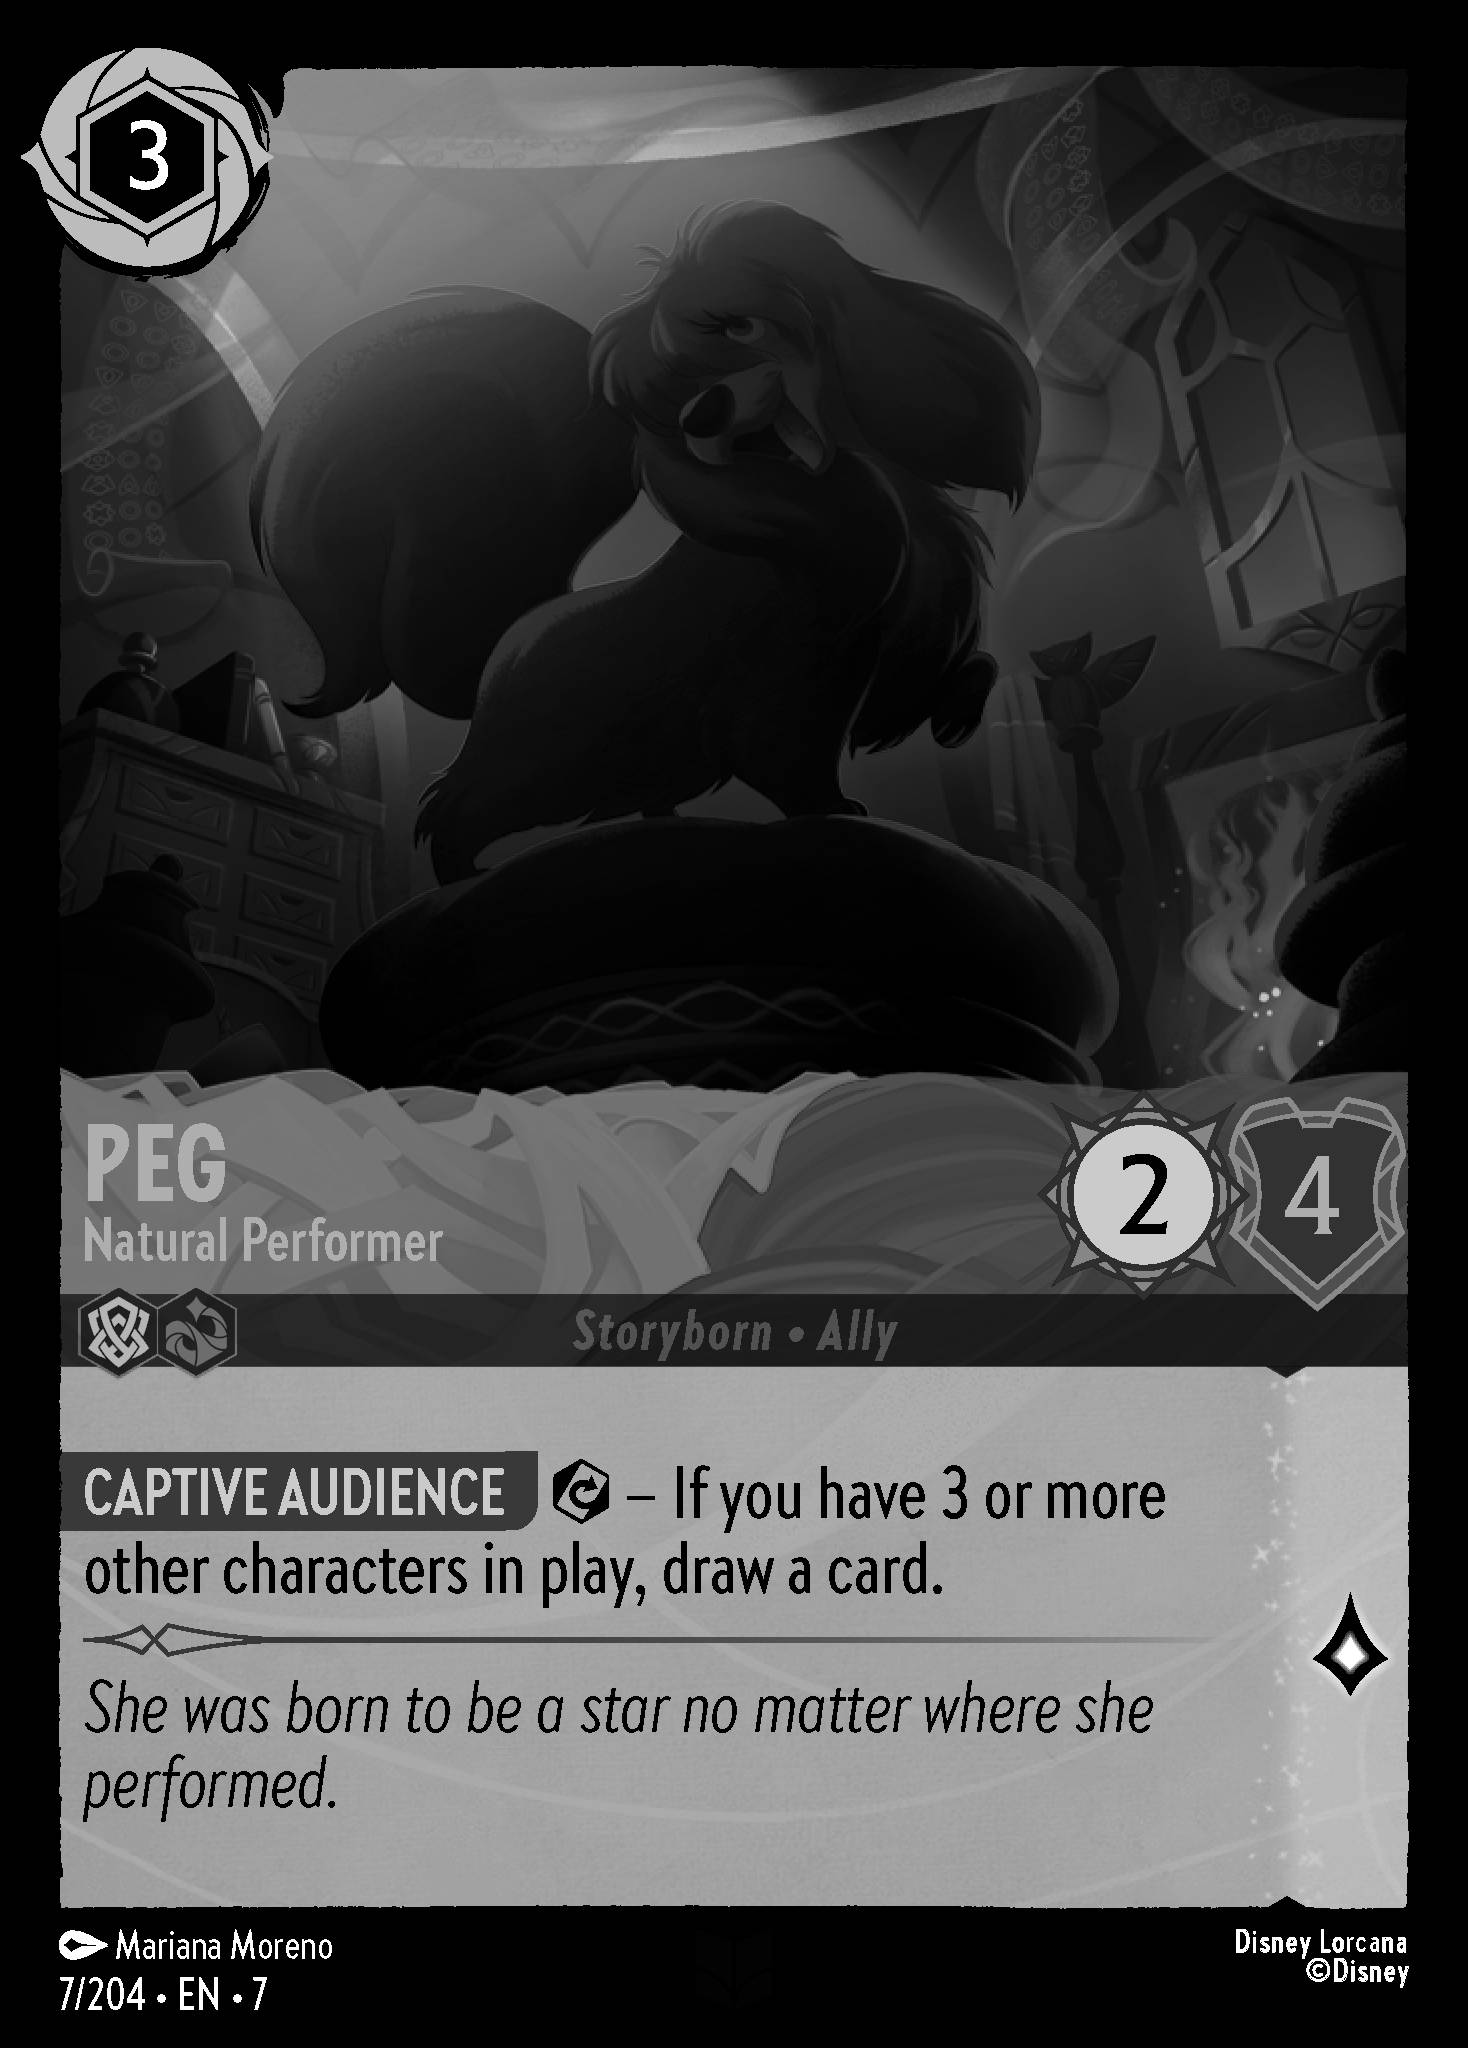 3
PEG
Natural Performer
2 4
Storyborn • Ally
CAPTIVE AUDIENCE – If you have 3 or more
other characters in play, draw a card.
She was born to be a star no matter where she
performed.
Mariana Moreno
7/204 • EN • 7
Disney Lorcana
©Disney